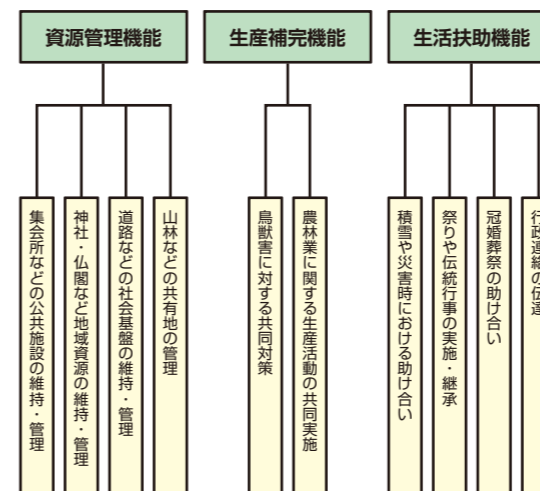 資源管理機能
生産補完機能
生活扶助機能
集会所などの公共施設の維持・管理
神社・仏閣など地域資源の維持・管理
道路などの社会基盤の維持・管理
山林などの共有地の管理
鳥獣害に対する共同対策
農林業に関する生産活動の共同実施
積雪や災害時における助け合い
祭りや伝統行事の実施・継承
冠婚葬祭の助け合い
行政連絡の伝達